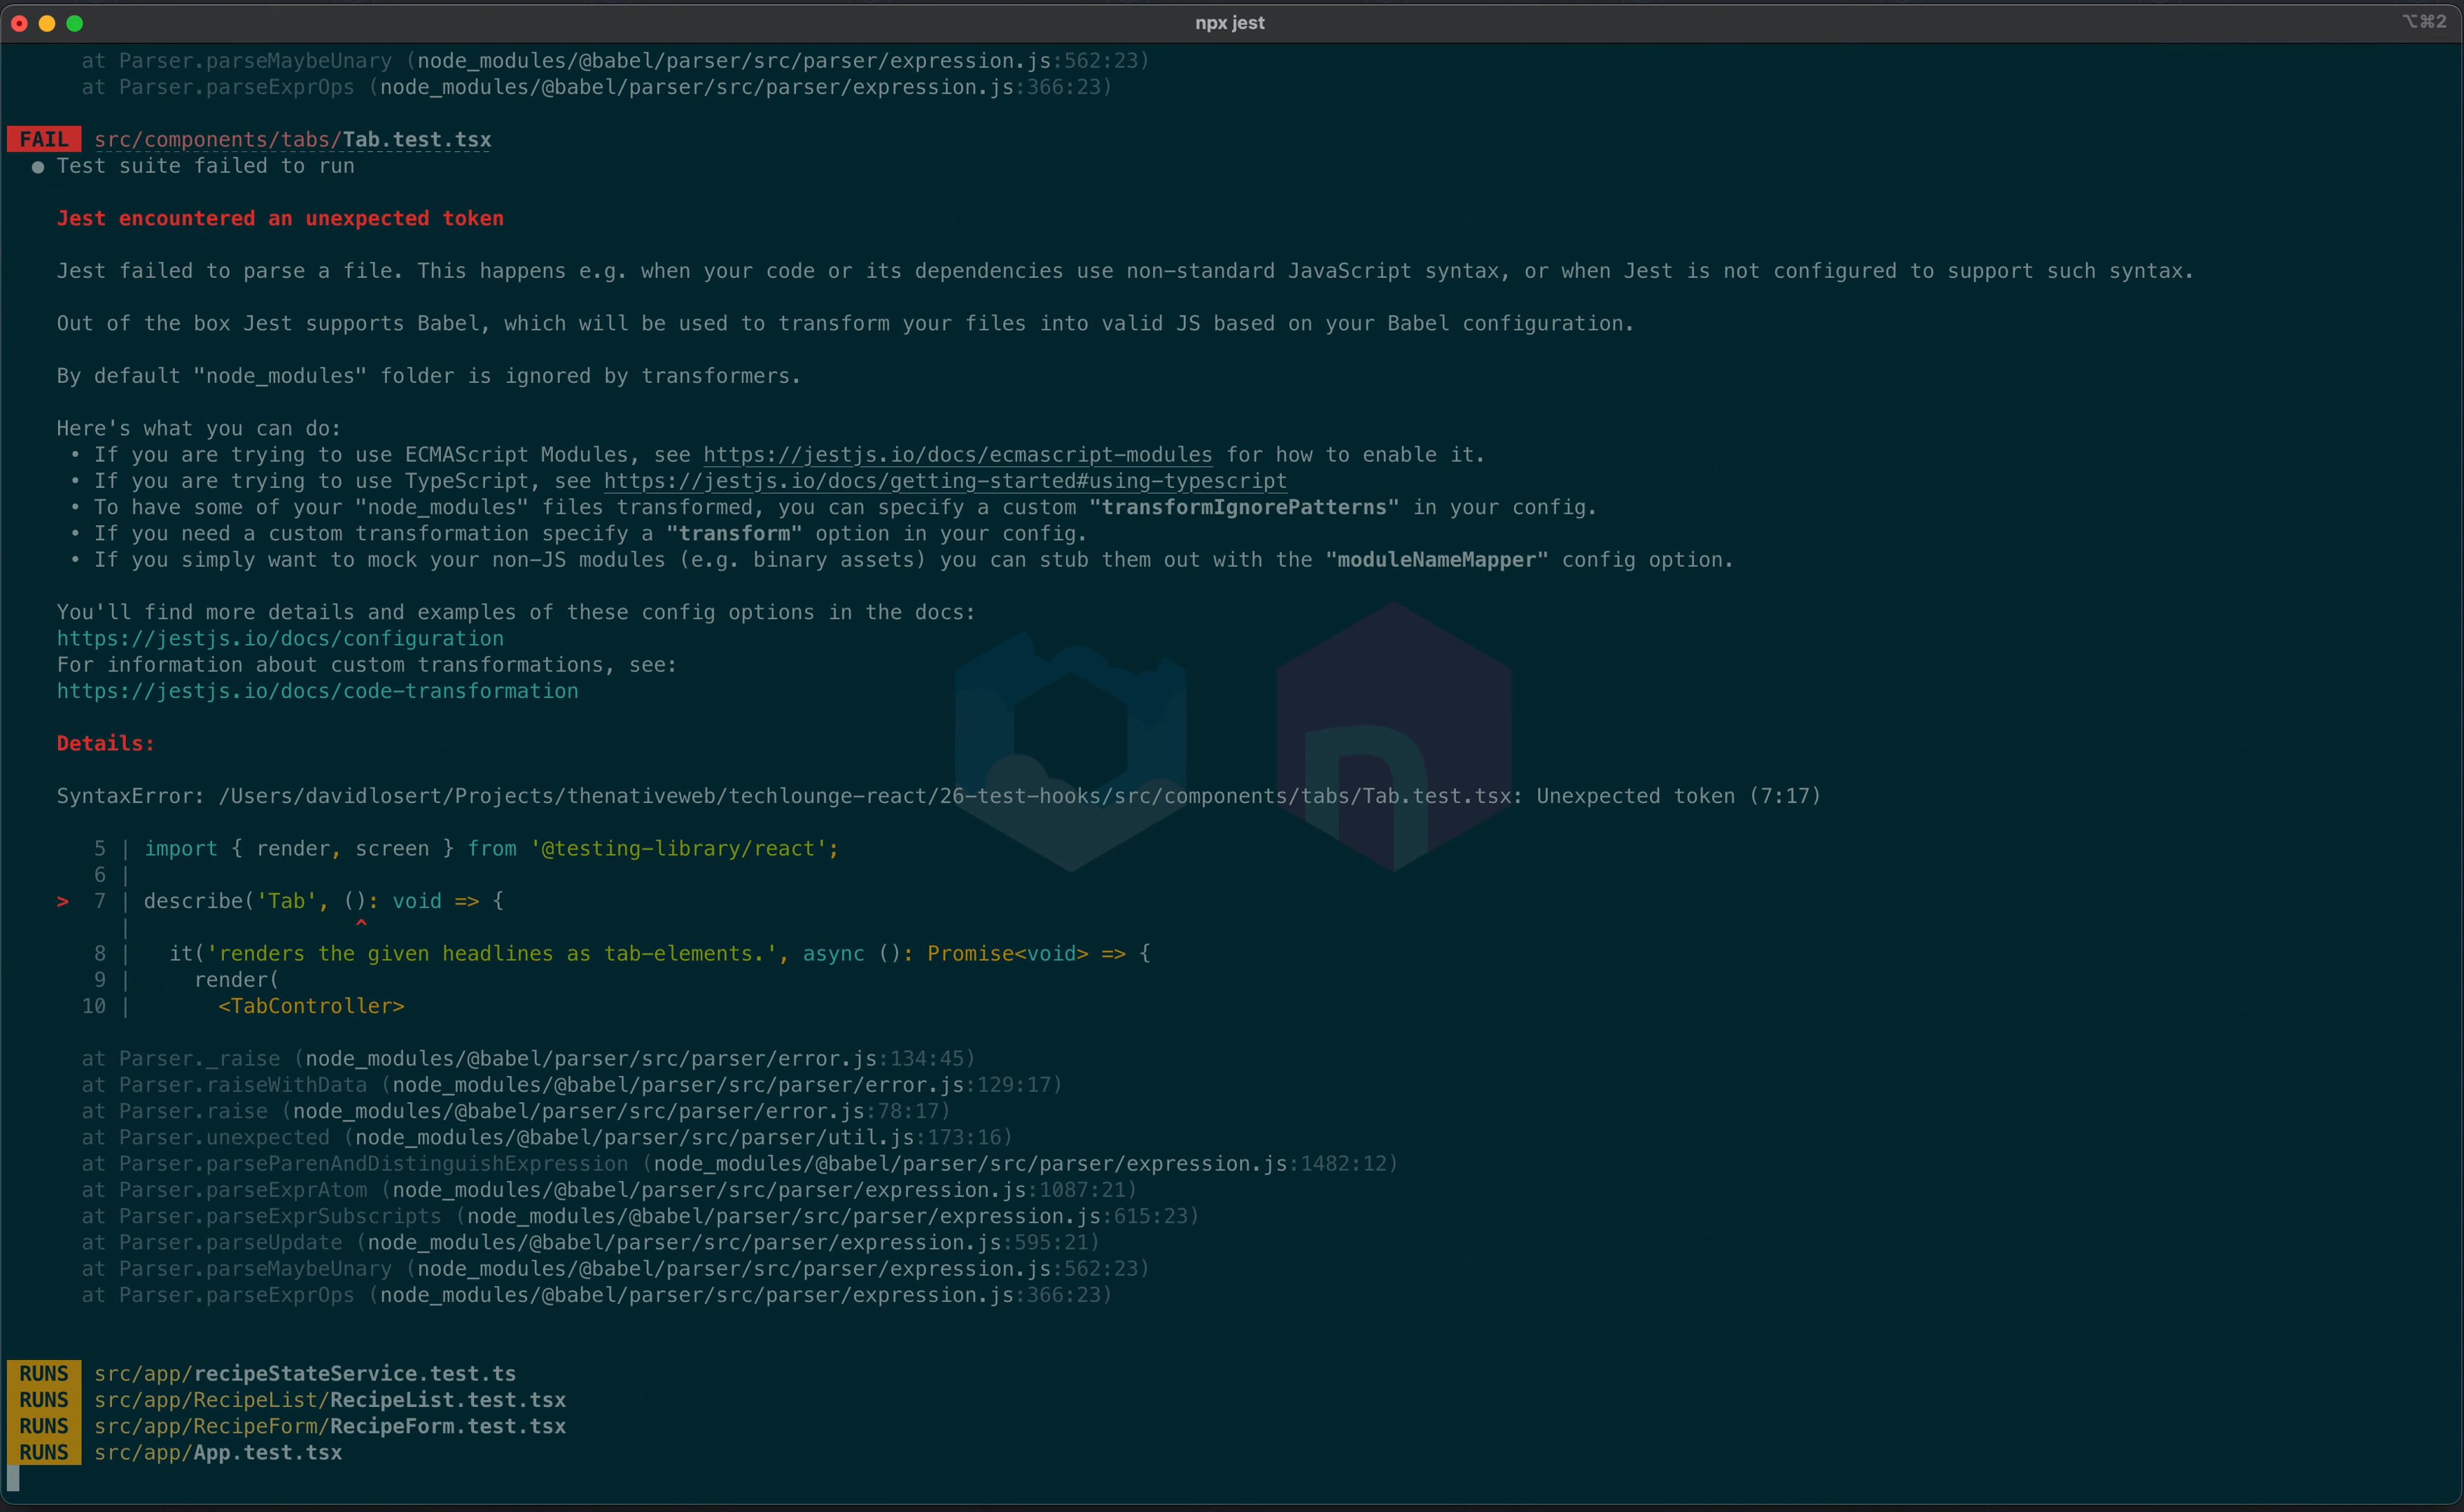 npx jest
⌥⌘2
at Parser.parseMaybeUnary (node_modules/@babel/parser/src/parser/expression.js:562:23)
at Parser.parseExprOps (node_modules/@babel/parser/src/parser/expression.js:366:23)
FAIL src/components/tabs/Tab.test.tsx
● Test suite failed to run
Jest encountered an unexpected token
Jest failed to parse a file. This happens e.g. when your code or its dependencies use non-standard JavaScript syntax, or when Jest is not configured to support such syntax.
Out of the box Jest supports Babel, which will be used to transform your files into valid JS based on your Babel configuration.
By default "node_modules" folder is ignored by transformers.
Here's what you can do:
• If you are trying to use ECMAScript Modules, see https://jestjs.io/docs/ecmascript-modules for how to enable it.
• If you are trying to use TypeScript, see https://jestjs.io/docs/getting-started#using-typescript
• To have some of your "node_modules" files transformed, you can specify a custom "transformIgnorePatterns" in your config.
• If you need a custom transformation specify a "transform" option in your config.
• If you simply want to mock your non-JS modules (e.g. binary assets) you can stub them out with the "moduleNameMapper" config option.
You'll find more details and examples of these config options in the docs:
https://jestjs.io/docs/configuration
For information about custom transformations, see:
https://jestjs.io/docs/code-transformation
Details:
SyntaxError: /Users/davidlosert/Projects/thenativeweb/techlounge-react/26-test-hooks/src/components/tabs/Tab.test.tsx: Unexpected token (7:17)
5 | import { render, screen } from '@testing-library/react';
6 |
> 7 | describe('Tab', (): void => {
| ^
8 | it('renders the given headlines as tab-elements.', async (): Promise<void> => {
9 | render(
10 | <TabController>
at Parser._raise (node_modules/@babel/parser/src/parser/error.js:134:45)
at Parser.raiseWithData (node_modules/@babel/parser/src/parser/error.js:129:17)
at Parser.raise (node_modules/@babel/parser/src/parser/error.js:78:17)
at Parser.unexpected (node_modules/@babel/parser/src/parser/util.js:173:16)
at Parser.parseParenAndDistinguishExpression (node_modules/@babel/parser/src/parser/expression.js:1482:12)
at Parser.parseExprAtom (node_modules/@babel/parser/src/parser/expression.js:1087:21)
at Parser.parseExprSubscripts (node_modules/@babel/parser/src/parser/expression.js:615:23)
at Parser.parseUpdate (node_modules/@babel/parser/src/parser/expression.js:595:21)
at Parser.parseMaybeUnary (node_modules/@babel/parser/src/parser/expression.js:562:23)
at Parser.parseExprOps (node_modules/@babel/parser/src/parser/expression.js:366:23)
RUNS src/app/recipeStateService.test.ts
RUNS src/app/RecipeList/RecipeList.test.tsx
RUNS src/app/RecipeForm/RecipeForm.test.tsx
RUNS src/app/App.test.tsx